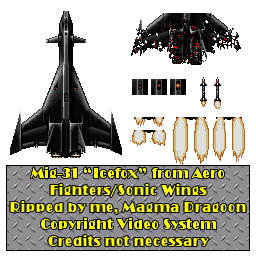 Mig-31 “Icefox” from Aero
Fighters/Sonic Wings
Ripped by me, Magma Dragoon
Copyright Video System
Credits not necessary